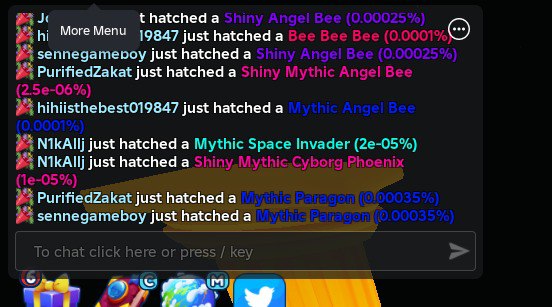 Jo t hatched a Shiny Angel Bee (0.00025%)
More Menu
hi 19847 just hatched a Bee Bee Bee (0.0001%)
sennegameboy just hatched a Shiny Angel Bee (0.00025%)
PurifiedZakat just hatched a Shiny Mythic Angel Bee
(2.5e-06%)
hihiisthebest019847 just hatched a Mythic Angel Bee
(0.0001%)
N1kAllj just hatched a Mythic Space Invader (2e-05%)
N1kAllj just hatched a Shiny Mythic Cyborg Phoenix
(1e-05%)
PurifiedZakat just hatched a Mythic Paragon (0.00035%)
sennegameboy just hatched a Mythic Paragon (0.00035%)
To chat click here or press / key
6 C M